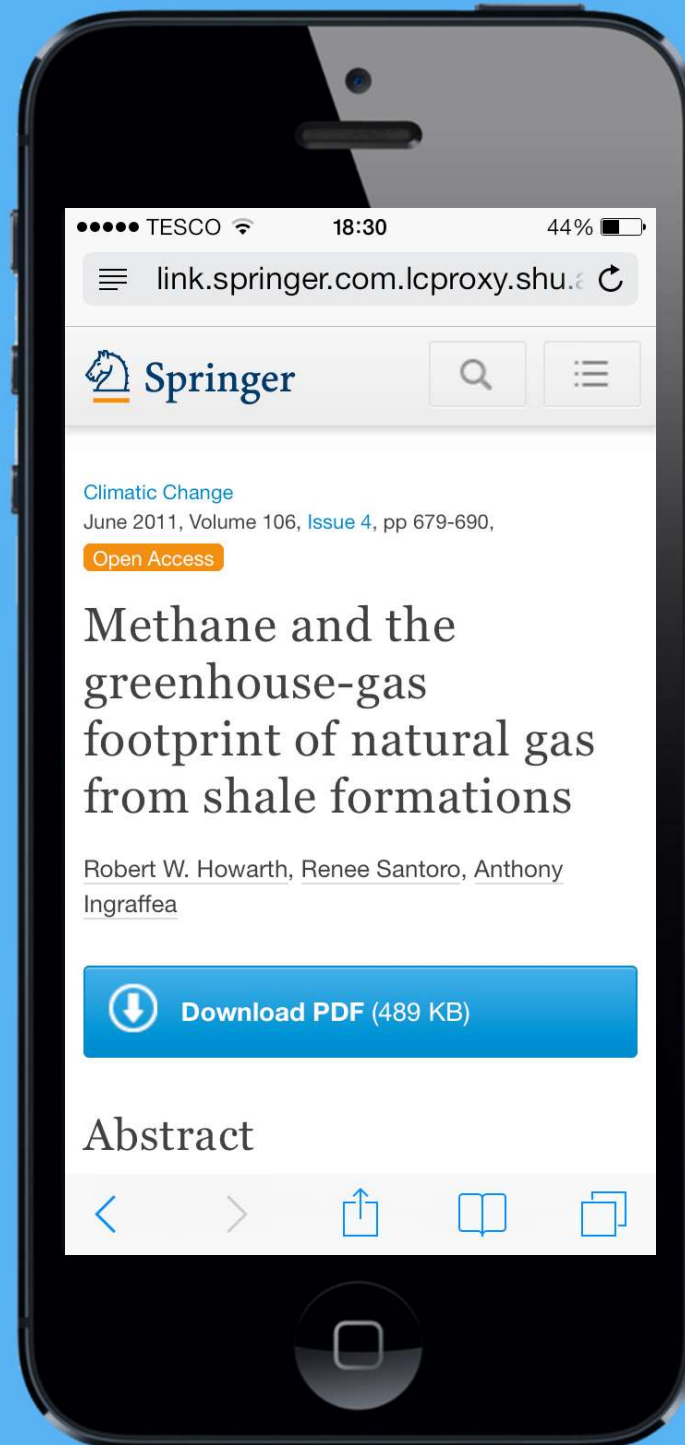 TESCO 18:30 44%
link.springer.com.lcproxy.shu.
Springer
Climatic Change
June 2011, Volume 106, Issue 4, pp 679-690,
Open Access
Methane and the
greenhouse-gas
footprint of natural gas
from shale formations
Robert W. Howarth, Renee Santoro, Anthony
Ingraffea
Download PDF (489 KB)
Abstract